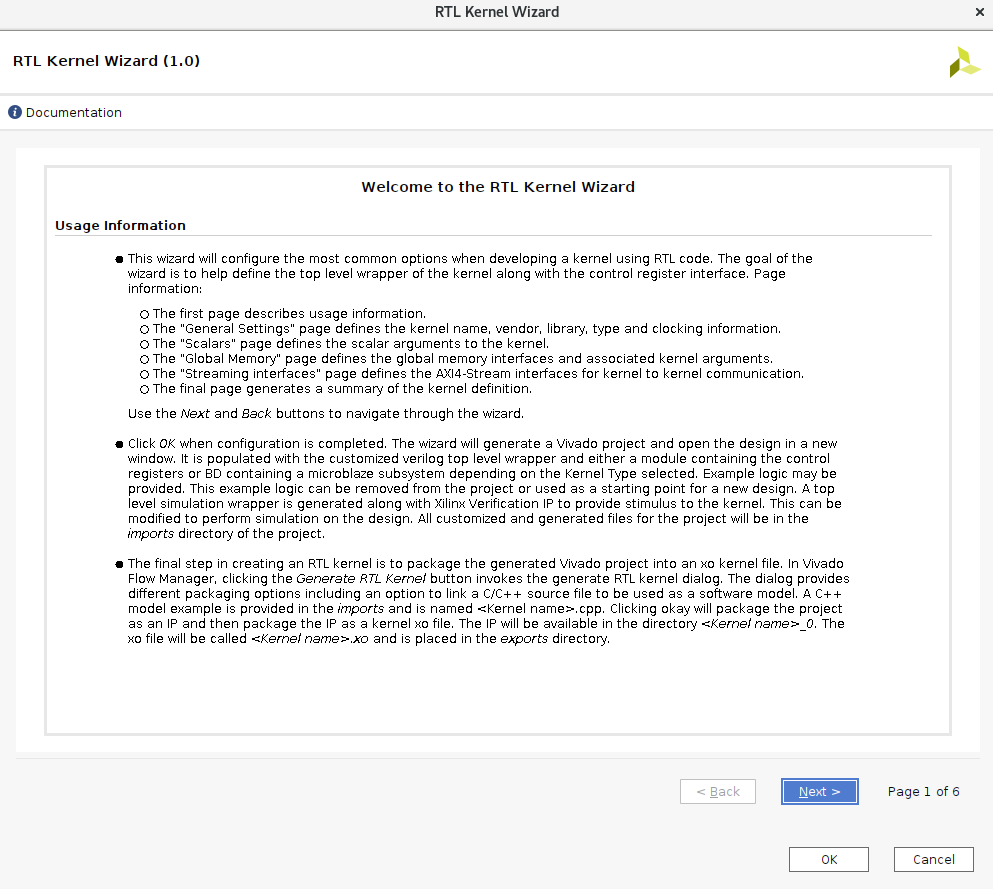 RTL Kernel Wizard
RTL Kernel Wizard (1.0)
Documentation
Welcome to the RTL Kernel Wizard
Usage Information
This wizard will configure the most common options when developing a kernel using RTL code. The goal of the
wizard is to help define the top level wrapper of the kernel along with the control register interface. Page
information:
The first page describes usage information.
The "General Settings" page defines the kernel name, vendor, library, type and clocking information.
The "Scalars" page defines the scalar arguments to the kernel.
The "Global Memory" page defines the global memory interfaces and associated kernel arguments.
The "Streaming interfaces" page defines the AXI4-Stream interfaces for kernel to kernel communication.
The final page generates a summary of the kernel definition.
Use the Next and Back buttons to navigate through the wizard.
Click OK when configuration is completed. The wizard will generate a Vivado project and open the design in a new
window. It is populated with the customized verilog top level wrapper and either a module containing the control
registers or BD containing a microblaze subsystem depending on the Kernel Type selected. Example logic may be
provided. This example logic can be removed from the project or used as a starting point for a new design. A top
level simulation wrapper is generated along with Xilinx Verification IP to provide stimulus to the kernel. This can be
modified to perform simulation on the design. All customized and generated files for the project will be in the
imports directory of the project.
The final step in creating an RTL kernel is to package the generated Vivado project into an xo kernel file. In Vivado
Flow Manager, clicking the Generate RTL Kernel button invokes the generate RTL kernel dialog. The dialog provides
different packaging options including an option to link a C/C++ source file to be used as a software model. A C++
model example is provided in the imports and is named <Kernel name>.cpp. Clicking okay will package the project
as an IP and then package the IP as a kernel xo file. The IP will be available in the directory <Kernel name>_0. The
xo file will be called <Kernel name>.xo and is placed in the exports directory.
< Back
Next >
Page 1 of 6
OK
Cancel